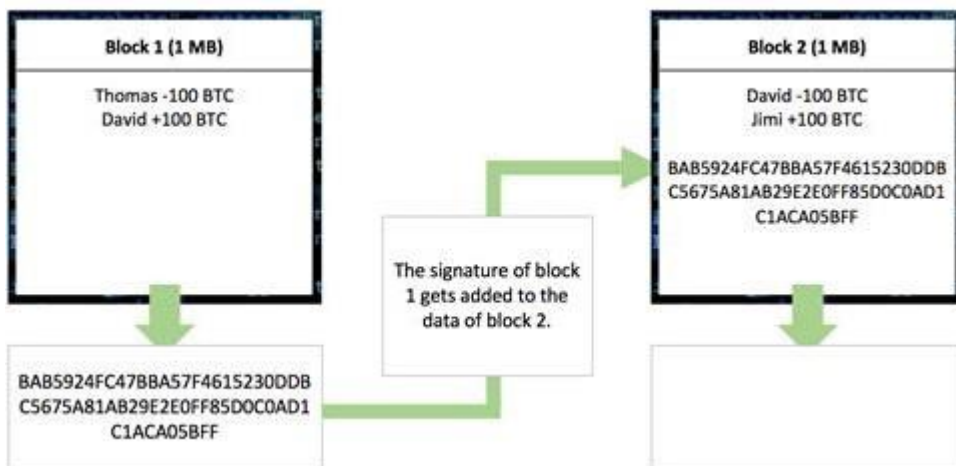 Block 1 (1 MB)
Thomas -100 BTC
David +100 BTC
BAB5924FC47BBA57F4615230DDB
C5675A81AB29E2E0FF85D0C0AD1
C1ACA05BFF
The signature of block
1 gets added to the
data of block 2.
Block 2 (1 MB)
David -100 BTC
Jimi +100 BTC
BAB5924FC47BBA57F4615230DDB
C5675A81AB29E2E0FF85D0C0AD1
C1ACA05BFF